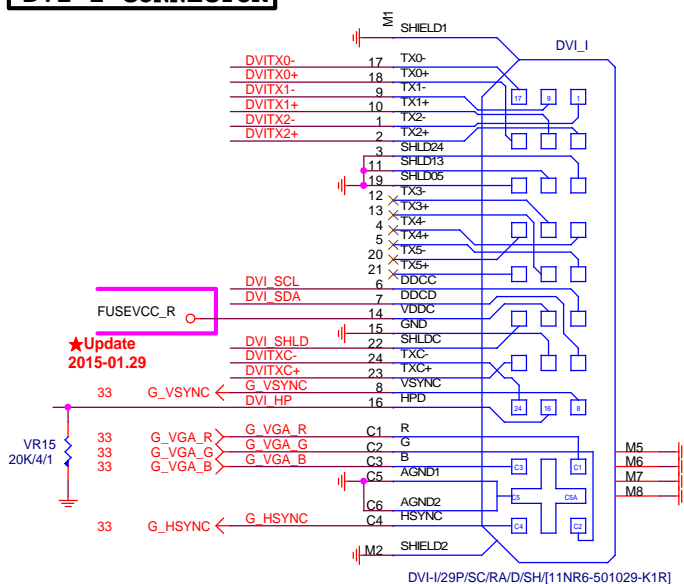 M1
SHIELD1
DVI_I
DVITX0- 17 TX0-
DVITX0+ 18 TX0+
DVITX1- 9 TX1-
DVITX1+ 10 TX1+
DVITX2- 1 TX2-
DVITX2+ 2 TX2+
3 SHLD24
11 SHLD13
19 SHLD05
12 TX3-
13 TX3+
4 TX4-
5 TX4+
20 TX5-
21 TX5+
DVI_SCL 6 DDCC
DVI_SDA 7 DDCD
FUSEVCC_R 14 VDDC
15 GND
★Update
2015-01.29
DVI_SHLD 22 SHLDC
DVITXC- 24 TXC-
DVITXC+ 23 TXC+
33 G_VSYNC G_VSYNC 8 VSYNC
DVI_HP 16 HPD
VR15
20K/4/1
33 G_VGA_R G_VGA_R C1 R
33 G_VGA_G G_VGA_G C2 G
33 G_VGA_B G_VGA_B C3 B
C5 AGND1
C6 AGND2
33 G_HSYNC G_HSYNC C4 HSYNC
M2 SHIELD2
17 9 1
24 16 8
C3 C1
C5 C5A
C4 C2
M5
M6
M7
M8
DVI-I/29P/SC/RA/D/SH/[11NR6-501029-K1R]